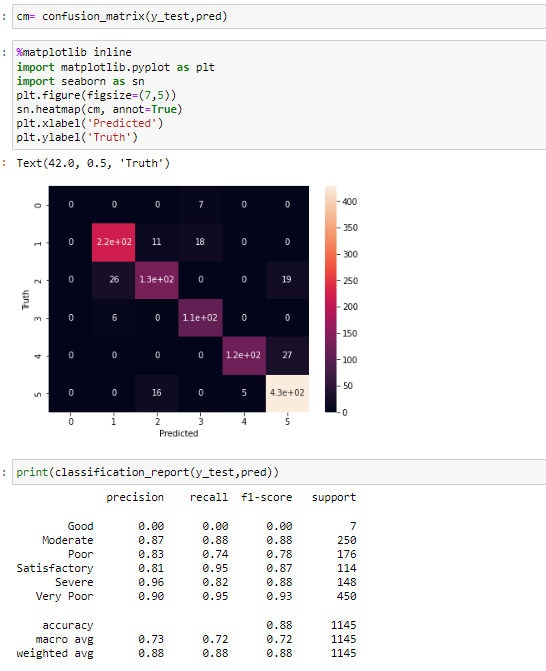 : cm= confusion_matrix(y_test,pred)
: %matplotlib inline
import matplotlib.pyplot as plt
import seaborn as sn
plt.figure(figsize=(7,5))
sn.heatmap(cm, annot=True)
plt.xlabel('Predicted')
plt.ylabel('Truth')
: Text(42.0, 0.5, 'Truth')
0 0 0 0 7 0 0
1 0 2.2e+02 11 18 0 0
2 0 26 1.3e+02 0 0 19
3 0 6 0 1.1e+02 0 0
4 0 0 0 0 1.2e+02 27
5 0 0 16 0 5 4.3e+02
0 1 2 3 4 5
Predicted
Truth
400
350
300
250
200
150
100
50
0
: print(classification_report(y_test,pred))
precision recall f1-score support
Good 0.00 0.00 0.00 7
Moderate 0.87 0.88 0.88 250
Poor 0.83 0.74 0.78 176
Satisfactory 0.81 0.95 0.87 114
Severe 0.96 0.82 0.88 148
Very Poor 0.90 0.95 0.93 450
accuracy 0.88 1145
macro avg 0.73 0.72 0.72 1145
weighted avg 0.88 0.88 0.88 1145